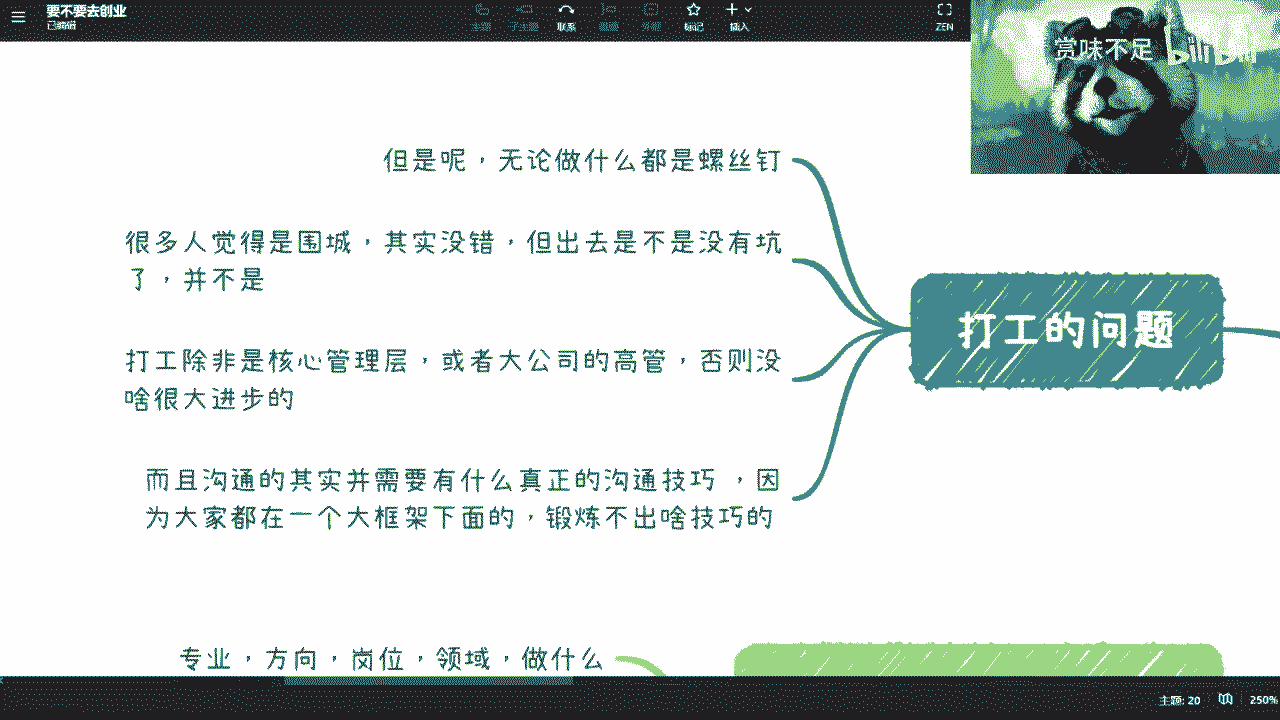 要不要去创业
已编辑
主题
子主题
联系
概要
外框
标记
插入
ZEN
赏味不足
bilibili
但是呢，无论做什么都是螺丝钉
很多人觉得是围城，其实没错，但出去是不是没有坑
了，并不是
打工的问题
打工除非是核心管理层，或者大公司的高管，否则没
啥很大进步的
而且沟通的其实并需要有什么真正的沟通技巧 ，因
为大家都在一个大框架下面的，锻炼不出啥技巧的
专业，方向，岗位，领域，做什么
主题: 20
250%